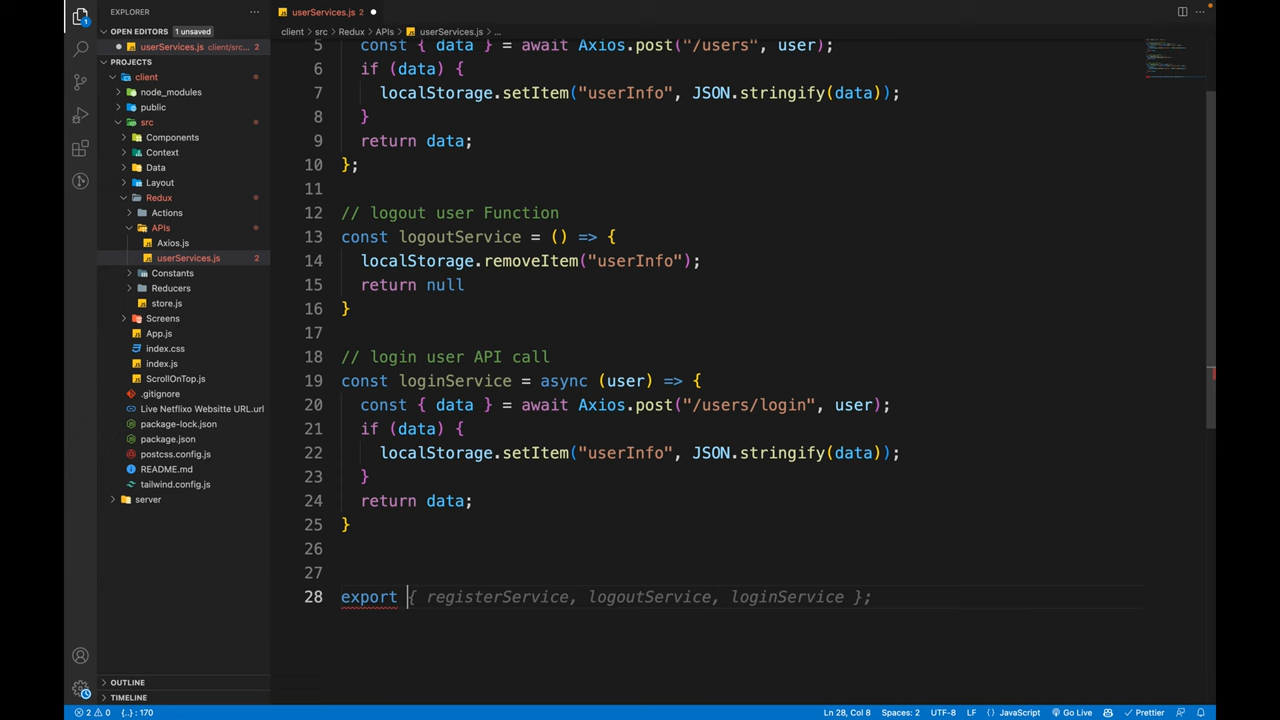 EXPLORER
OPEN EDITORS 1 unsaved
userServices.js client/src... 2
PROJECTS
client
node_modules
public
src
Components
Context
Data
Layout
Redux
Actions
APIs
Axios.js
userServices.js 2
Constants
Reducers
store.js
Screens
App.js
index.css
index.js
ScrollOnTop.js
.gitignore
Live Netflixo Websitte URL.url
package-lock.json
package.json
postcss.config.js
README.md
tailwind.config.js
server
OUTLINE
TIMELINE
userServices.js 2
client > src > Redux > APIs > userServices.js > ...
5 const { data } = await Axios.post("/users", user);
6 if (data) {
7 localStorage.setItem("userInfo", JSON.stringify(data));
8 }
9 return data;
10 };
11
12 // logout user Function
13 const logoutService = () => {
14 localStorage.removeItem("userInfo");
15 return null
16 }
17
18 // login user API call
19 const loginService = async (user) => {
20 const { data } = await Axios.post("/users/login", user);
21 if (data) {
22 localStorage.setItem("userInfo", JSON.stringify(data));
23 }
24 return data;
25 }
26
27
28 export { registerService, logoutService, loginService };
2 0 {..} : 170 Ln 28, Col 8 Spaces: 2 UTF-8 LF { } JavaScript Go Live Prettier